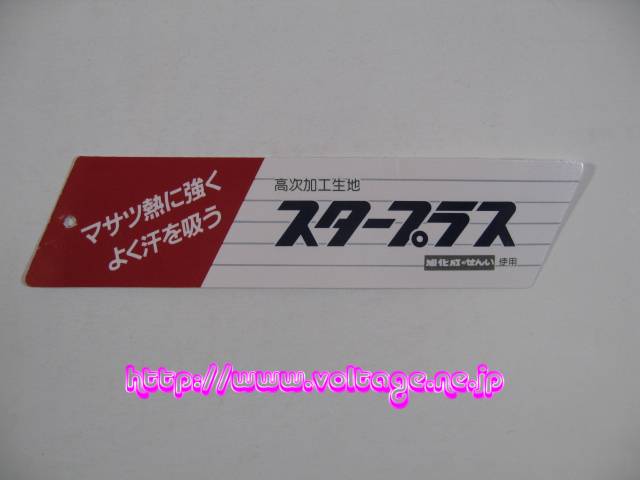 マサツ熱に強く
よく汗を吸う
高次加工生地
スタープラス
旭化成のせんい 使用
http://www.voltage.ne.jp